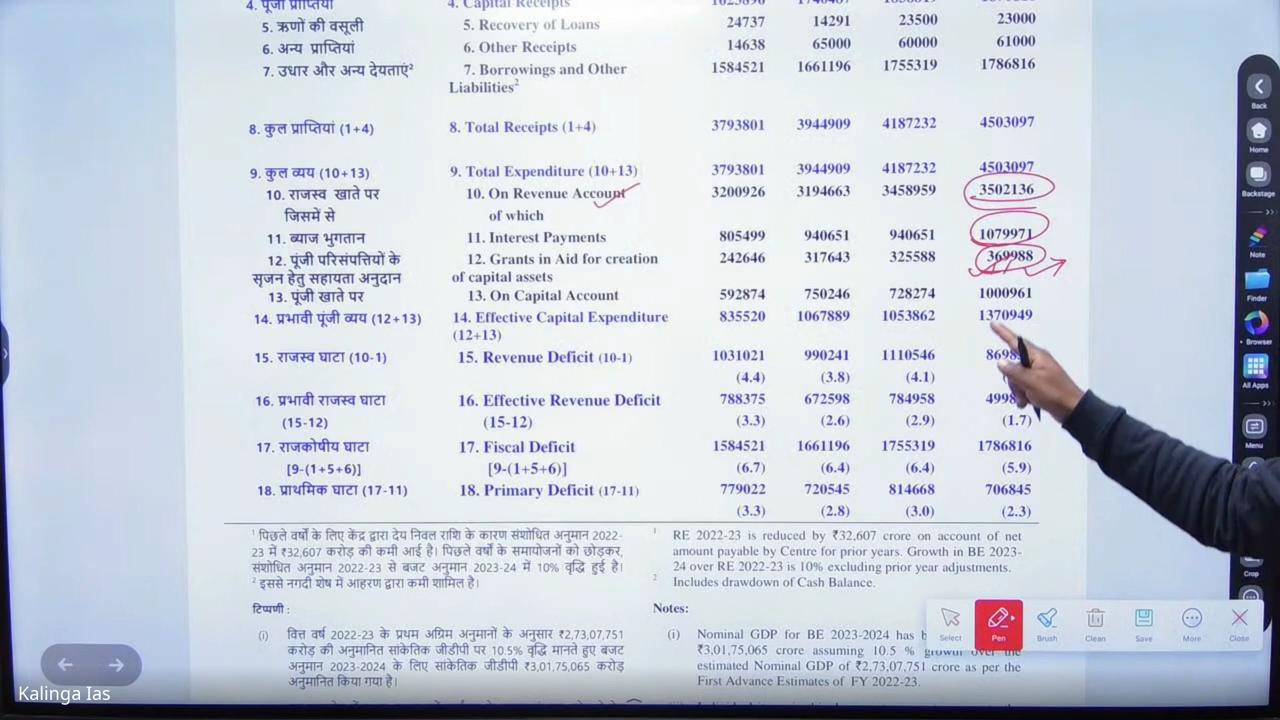 4. पूंजी प्राप्तियां 4. Capital Receipts
5. ऋणों की वसूली 5. Recovery of Loans 24737 14291 23500 23000
6. अन्य प्राप्तियां 6. Other Receipts 14638 65000 60000 61000
7. उधार और अन्य देयताएं² 7. Borrowings and Other 1584521 1661196 1755319 1786816
Liabilities²
8. कुल प्राप्तियां (1+4) 8. Total Receipts (1+4) 3793801 3944909 4187232 4503097
9. कुल व्यय (10+13) 9. Total Expenditure (10+13) 3793801 3944909 4187232 4503097
10. राजस्व खाते पर 10. On Revenue Account 3200926 3194663 3458959 3502136
जिसमें से of which
11. ब्याज भुगतान 11. Interest Payments 805499 940651 940651 1079971
12. पूंजी परिसंपत्तियों के 12. Grants in Aid for creation 242646 317643 325588 369988
सृजन हेतु सहायता अनुदान of capital assets
13. पूंजी खाते पर 13. On Capital Account 592874 750246 728274 1000961
14. प्रभावी पूंजी व्यय (12+13) 14. Effective Capital Expenditure 835520 1067889 1053862 1370949
(12+13)
15. राजस्व घाटा (10-1) 15. Revenue Deficit (10-1) 1031021 990241 1110546
(4.4) (3.8) (4.1)
16. प्रभावी राजस्व घाटा 16. Effective Revenue Deficit 788375 672598 784958
(15-12) (15-12) (3.3) (2.6) (2.9) (1.7)
17. राजकोषीय घाटा 17. Fiscal Deficit 1584521 1661196 1755319 1786816
[9-(1+5+6)] [9-(1+5+6)] (6.7) (6.4) (6.4) (5.9)
18. प्राथमिक घाटा (17-11) 18. Primary Deficit (17-11) 779022 720545 814668 706845
(3.3) (2.8) (3.0) (2.3)
¹ पिछले वर्षों के लिए केंद्र द्वारा देय निवल राशि के कारण संशोधित अनुमान 2022-
23 में ₹32,607 करोड़ की कमी आई है। पिछले वर्षों के समायोजनों को छोड़कर,
संशोधित अनुमान 2022-23 से बजट अनुमान 2023-24 में 10% वृद्धि हुई है।
² इससे नगदी शेष में आहरण द्वारा कमी शामिल है।
¹ RE 2022-23 is reduced by ₹32,607 crore on account of net
amount payable by Centre for prior years. Growth in BE 2023-
24 over RE 2022-23 is 10% excluding prior year adjustments.
² Includes drawdown of Cash Balance.
टिप्पणी :
(i) वित्त वर्ष 2022-23 के प्रथम अग्रिम अनुमानों के अनुसार ₹2,73,07,751
करोड़ की अनुमानित सांकेतिक जीडीपी पर 10.5% वृद्धि मानते हुए बजट
अनुमान 2023-2024 के लिए सांकेतिक जीडीपी ₹3,01,75,065 करोड़
अनुमानित किया गया है।
Notes:
(i) Nominal GDP for BE 2023-2024 has
₹3,01,75,065 crore assuming 10.5 % growth over the
estimated Nominal GDP of ₹2,73,07,751 crore as per the
First Advance Estimates of FY 2022-23.
Back
Home
Backstage
Note
Finder
Browser
All Apps
Menu
Crop
Select Pen Brush Clean Save More Close
Kalinga Ias